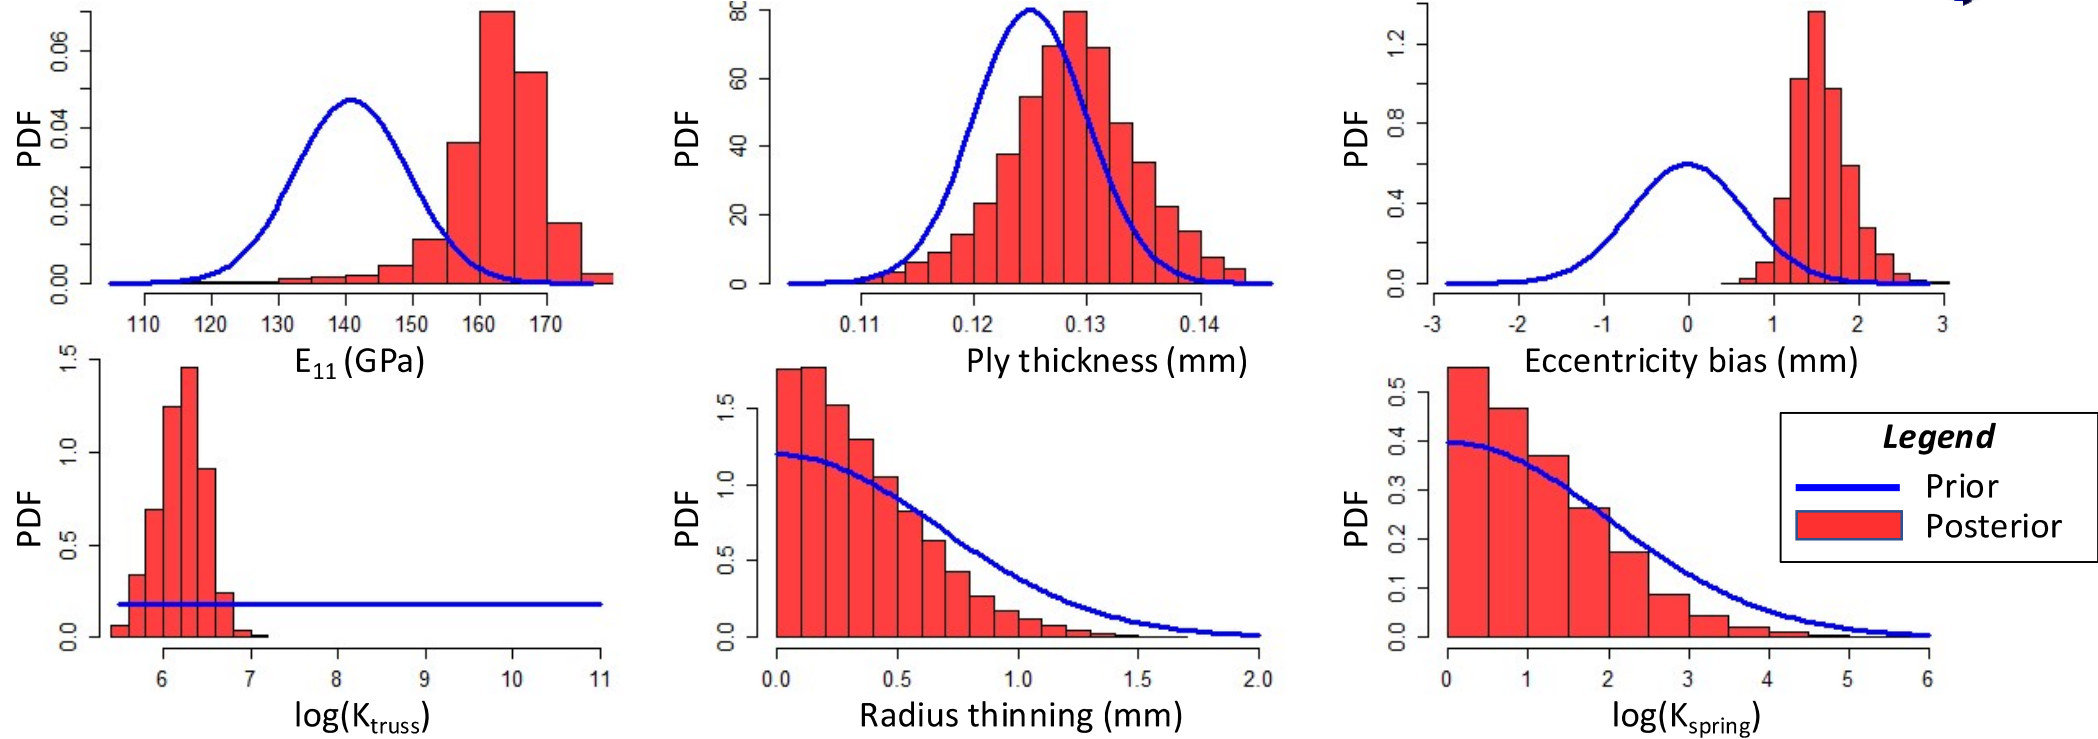 PDF
0.00
0.02
0.04
0.06
110 120 130 140 150 160 170
E11 (GPa)
PDF
0
20
40
60
80
0.11 0.12 0.13 0.14
Ply thickness (mm)
PDF
0.0
0.4
0.8
1.2
-3 -2 -1 0 1 2 3
Eccentricity bias (mm)
PDF
0.0
0.5
1.0
1.5
6 7 8 9 10 11
log(Ktruss)
PDF
0.0
0.5
1.0
1.5
0.0 0.5 1.0 1.5 2.0
Radius thinning (mm)
PDF
0.0
0.1
0.2
0.3
0.4
0.5
0 1 2 3 4 5 6
log(Kspring)
Legend
Prior
Posterior